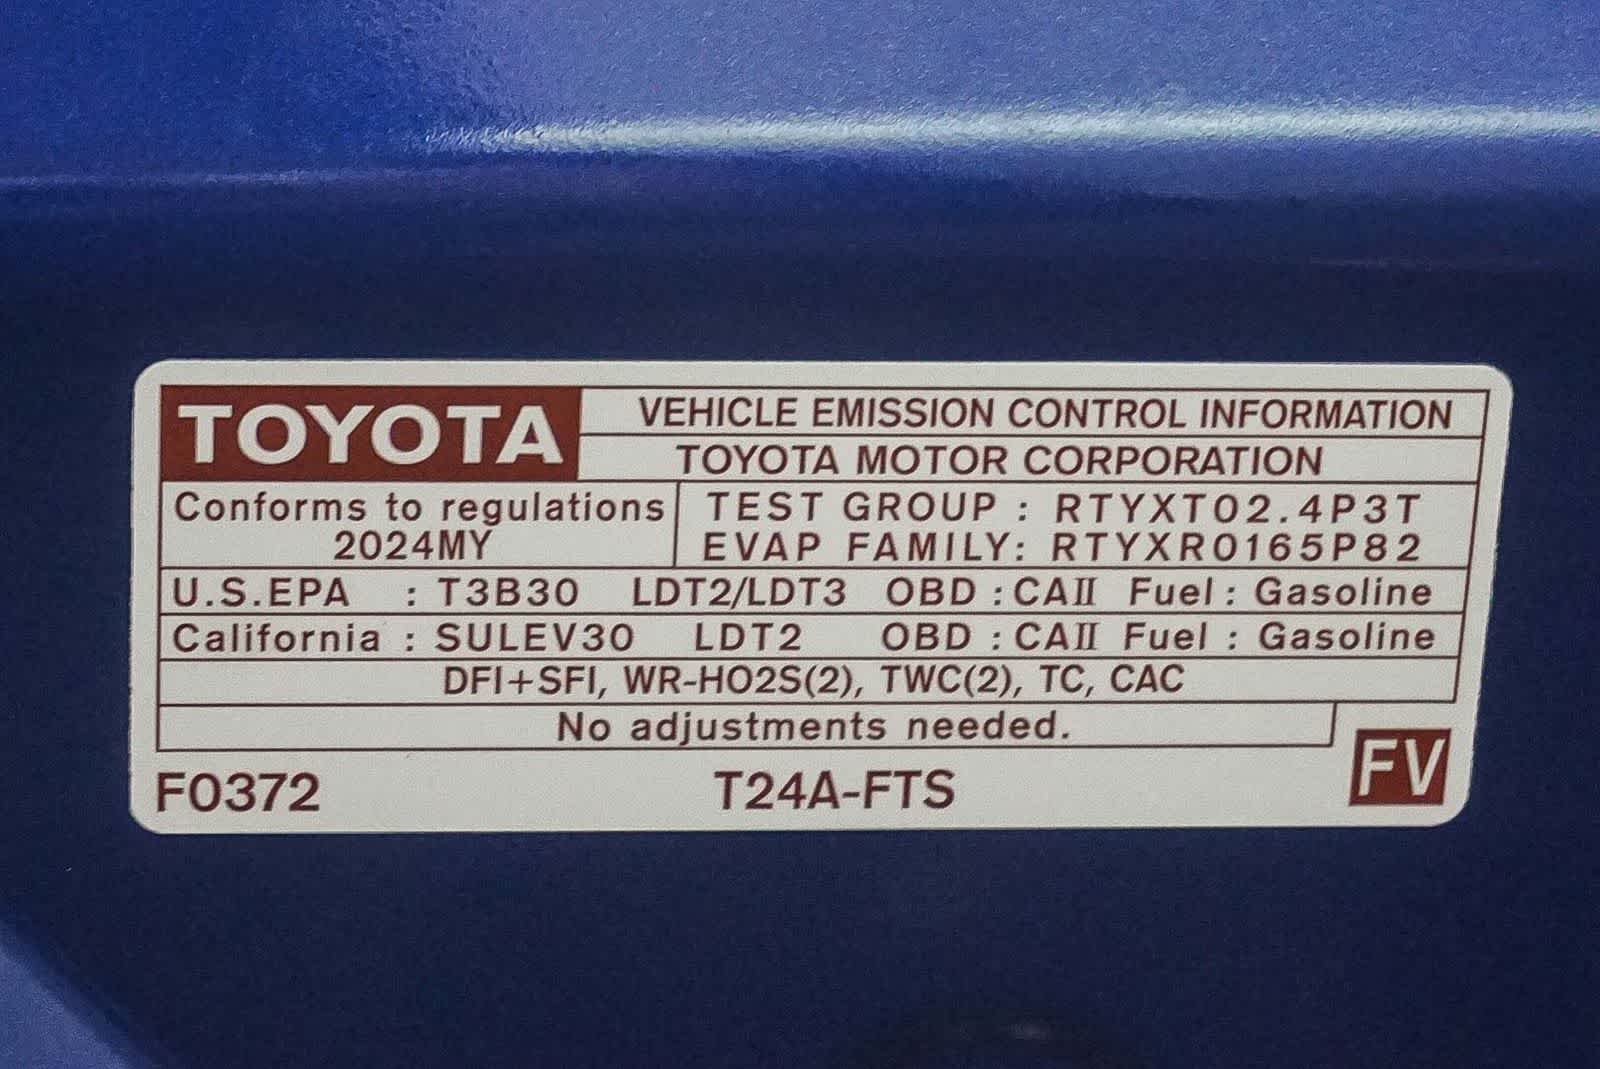 TOYOTA
VEHICLE EMISSION CONTROL INFORMATION
TOYOTA MOTOR CORPORATION
Conforms to regulations
2024MY
TEST GROUP : RTYXT02.4P3T
EVAP FAMILY: RTYXR0165P82
U.S.EPA : T3B30 LDT2/LDT3 OBD : CAII Fuel : Gasoline
California : SULEV30 LDT2 OBD : CAII Fuel : Gasoline
DFI+SFI, WR-HO2S(2), TWC(2), TC, CAC
No adjustments needed.
F0372 T24A-FTS FV